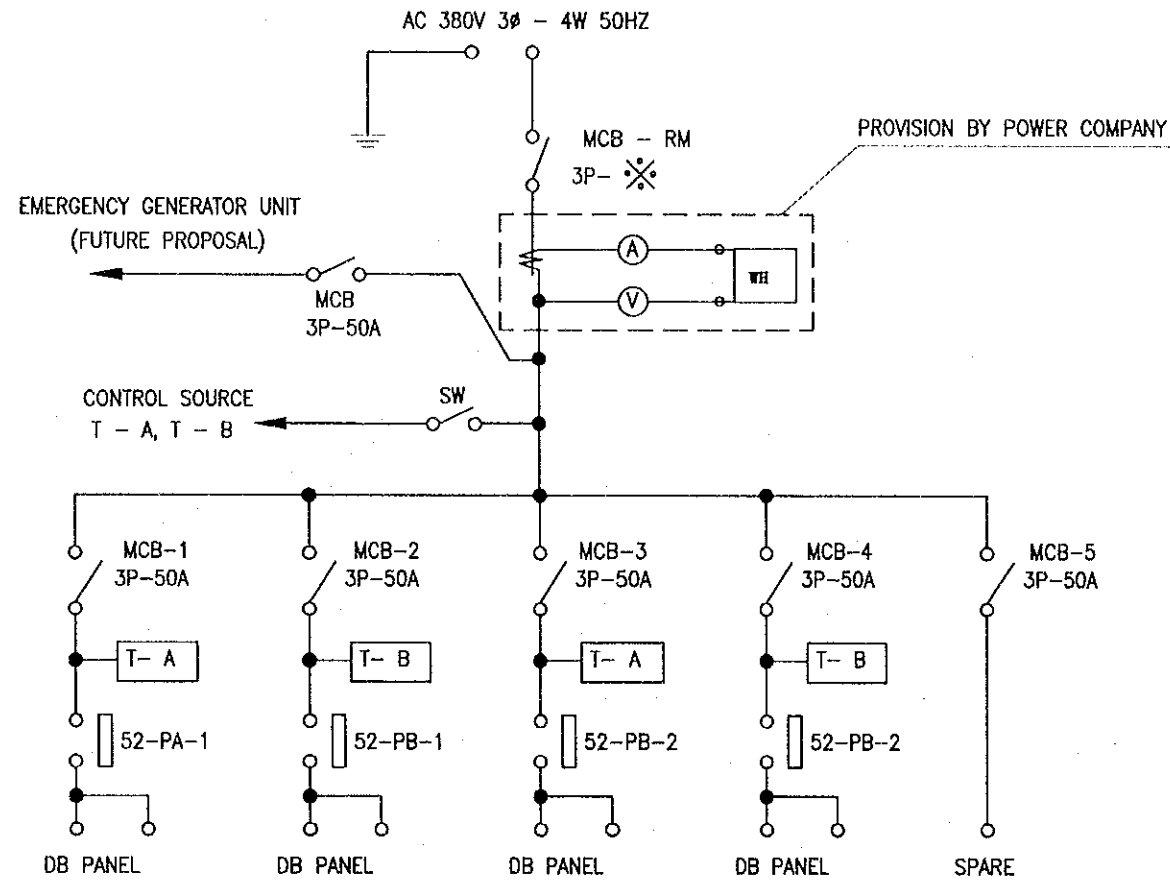 AC 380V 3ø - 4W 50HZ
MCB - RM
3P- ※
PROVISION BY POWER COMPANY
EMERGENCY GENERATOR UNIT
(FUTURE PROPOSAL)
MCB
3P-50A
A
V
WH
CONTROL SOURCE
T - A, T - B
SW
MCB-1
3P-50A
MCB-2
3P-50A
MCB-3
3P-50A
MCB-4
3P-50A
MCB-5
3P-50A
T- A
T- B
T- A
T- B
52-PA-1
52-PB-1
52-PB-2
52-PB-2
DB PANEL
DB PANEL
DB PANEL
DB PANEL
SPARE